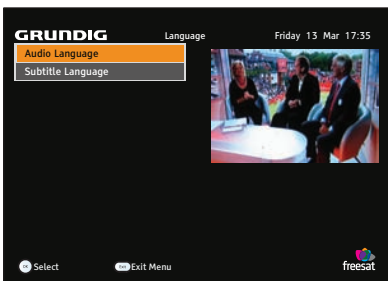 GRUNDIG Language Friday 13 Mar 17:35
Audio Language
Subtitle Language
OK Select Exit Exit Menu
freesat